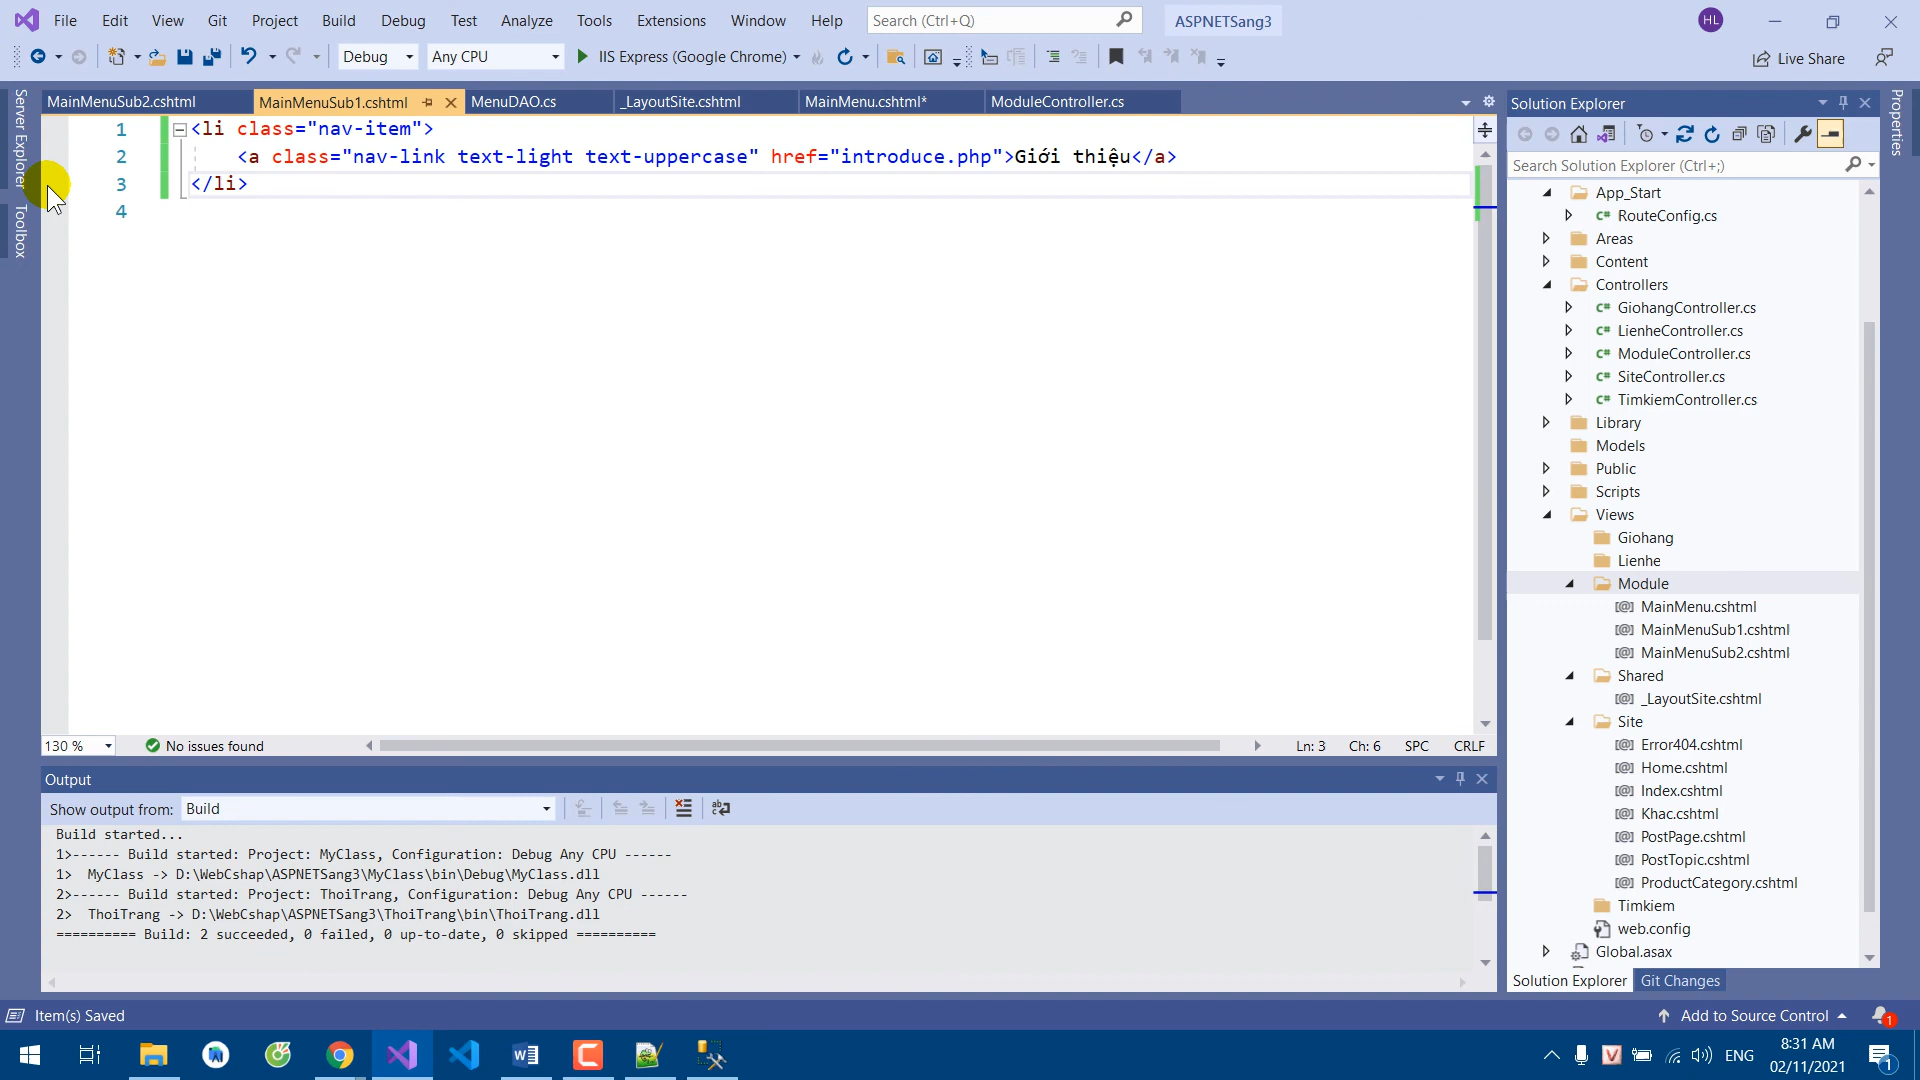 File Edit View Git Project Build Debug Test Analyze Tools Extensions Window Help Search (Ctrl+Q) ASPNETSang3 HL
Debug Any CPU IIS Express (Google Chrome) Live Share
Server Explorer
Toolbox
MainMenuSub2.cshtml MainMenuSub1.cshtml MenuDAO.cs _LayoutSite.cshtml MainMenu.cshtml* ModuleController.cs
1 <li class="nav-item">
2 <a class="nav-link text-light text-uppercase" href="introduce.php">Giới thiệu</a>
3 </li>
4
130 % No issues found Ln: 3 Ch: 6 SPC CRLF
Output
Show output from: Build
Build started...
1>------ Build started: Project: MyClass, Configuration: Debug Any CPU ------
1> MyClass -> D:\WebCshap\ASPNETSang3\MyClass\bin\Debug\MyClass.dll
2>------ Build started: Project: ThoiTrang, Configuration: Debug Any CPU ------
2> ThoiTrang -> D:\WebCshap\ASPNETSang3\ThoiTrang\bin\ThoiTrang.dll
========== Build: 2 succeeded, 0 failed, 0 up-to-date, 0 skipped ==========
Solution Explorer
Search Solution Explorer (Ctrl+;)
App_Start
C# RouteConfig.cs
Areas
Content
Controllers
C# GiohangController.cs
C# LienheController.cs
C# ModuleController.cs
C# SiteController.cs
C# TimkiemController.cs
Library
Models
Public
Scripts
Views
Giohang
Lienhe
Module
[@] MainMenu.cshtml
[@] MainMenuSub1.cshtml
[@] MainMenuSub2.cshtml
Shared
[@] _LayoutSite.cshtml
Site
[@] Error404.cshtml
[@] Home.cshtml
[@] Index.cshtml
[@] Khac.cshtml
[@] PostPage.cshtml
[@] PostTopic.cshtml
[@] ProductCategory.cshtml
Timkiem
web.config
Global.asax
Solution Explorer Git Changes
Properties
Item(s) Saved Add to Source Control 1
ENG 8:31 AM
02/11/2021 1